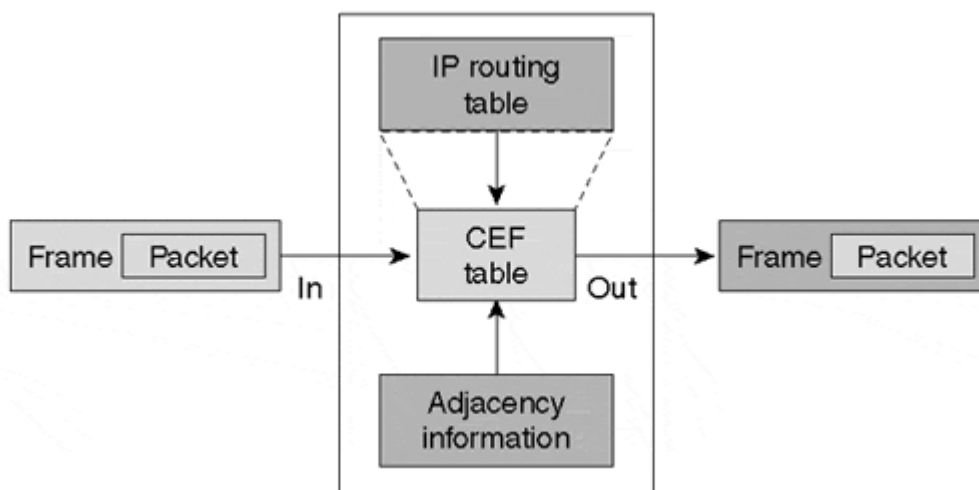 IP routing
table
Frame Packet
In
CEF
table
Out
Frame Packet
Adjacency
information